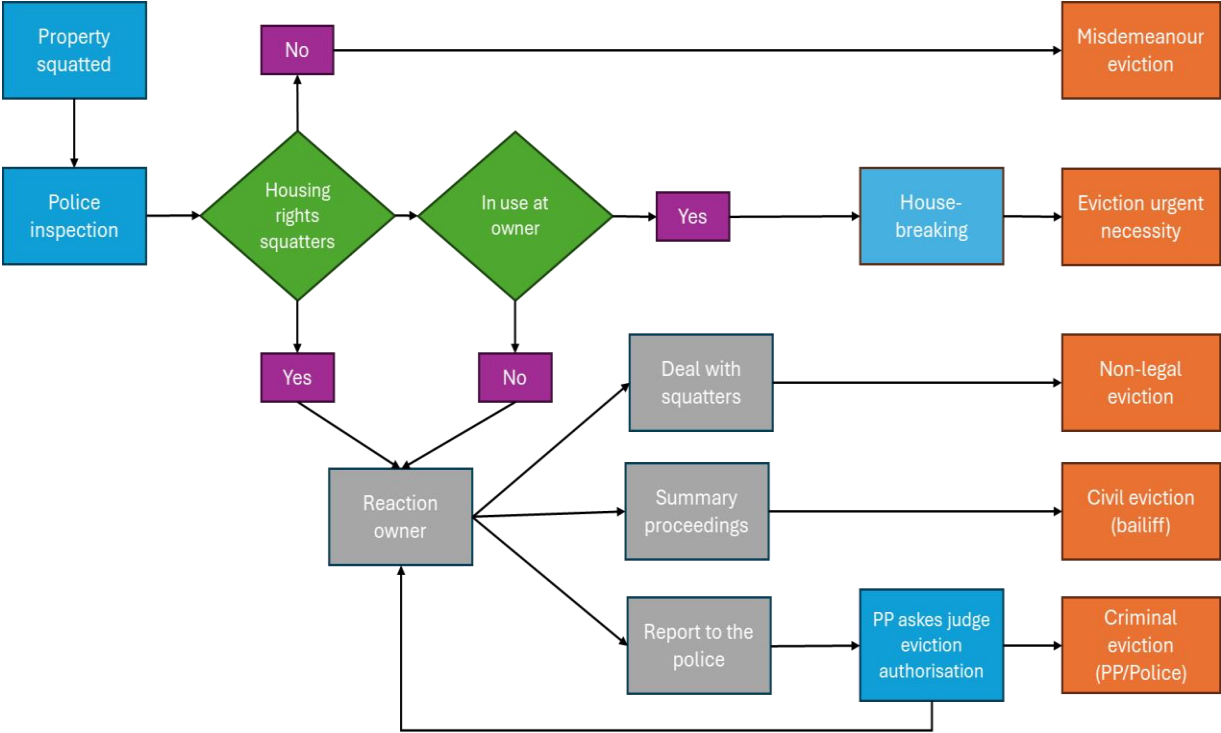 Property
squatted
No
Misdemeanour
eviction
Police
inspection
Housing
rights
squatters
In use at
owner
Yes
House-
breaking
Eviction urgent
necessity
Yes
No
Deal with
squatters
Non-legal
eviction
Reaction
owner
Summary
proceedings
Civil eviction
(bailiff)
Report to the
police
PP askes judge
eviction
authorisation
Criminal
eviction
(PP/Police)